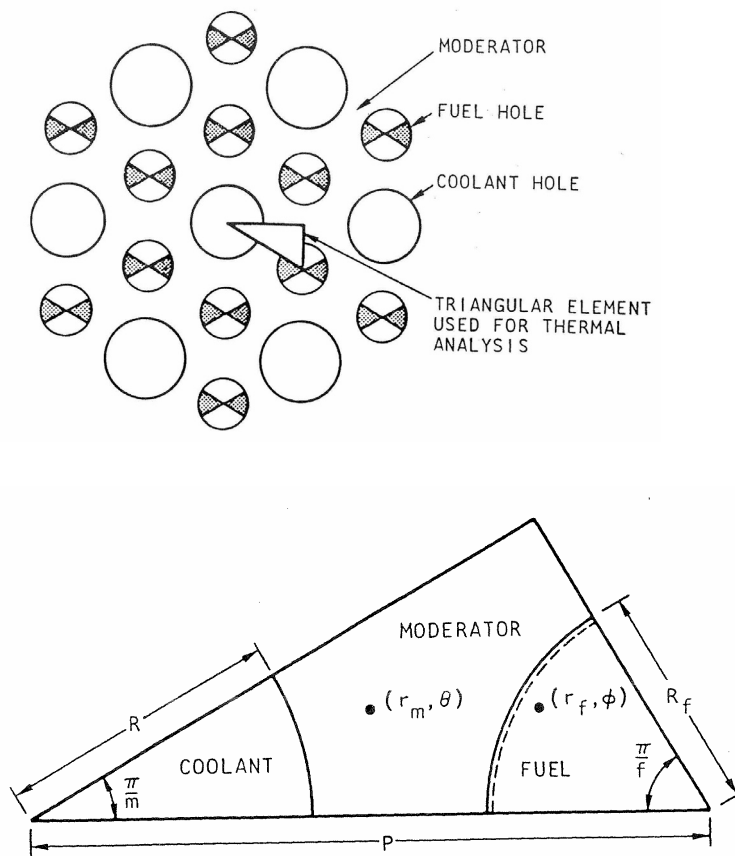 MODERATOR
FUEL HOLE
COOLANT HOLE
TRIANGULAR ELEMENT
USED FOR THERMAL
ANALYSIS
MODERATOR
(r_m, θ)
(r_f, φ)
R
R_f
COOLANT
FUEL
π/m
π/f
P